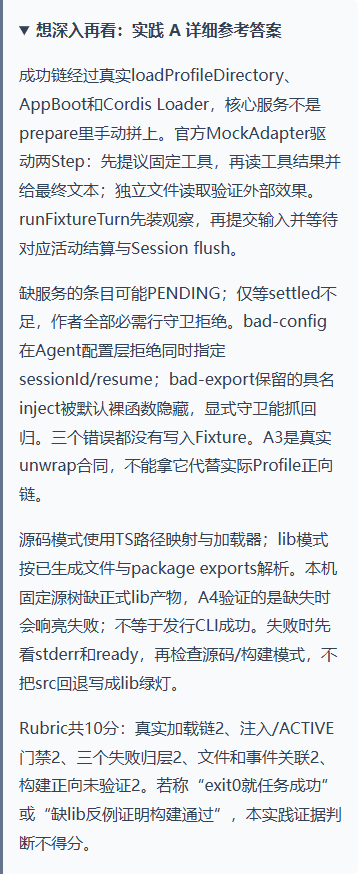 ▼ 想深入再看：实践 A 详细参考答案
成功链经过真实loadProfileDirectory、
AppBoot和Cordis Loader，核心服务不是
prepare里手动拼上。官方MockAdapter驱
动两Step：先提议固定工具，再读工具结果并
给最终文本；独立文件读取验证外部效果。
runFixtureTurn先装观察，再提交输入并等待
对应活动结算与Session flush。
缺服务的条目可能PENDING；仅等settled不
足，作者全部必需行守卫拒绝。bad-config
在Agent配置层拒绝同时指定
sessionId/resume；bad-export保留的具名
inject被默认裸函数隐藏，显式守卫能抓回
归。三个错误都没有写入Fixture。A3是真实
unwrap合同，不能拿它代替实际Profile正向
链。
源码模式使用TS路径映射与加载器；lib模式
按已生成文件与package exports解析。本机
固定源树缺正式lib产物，A4验证的是缺失时
会响亮失败；不等于发行CLI成功。失败时先
看stderr和ready，再检查源码/构建模式，不
把src回退写成lib绿灯。
Rubric共10分：真实加载链2、注入/ACTIVE
门禁2、三个失败归层2、文件和事件关联2、
构建正向未验证2。若称“exit0就任务成功”
或“缺lib反例证明构建通过”，本实践证据判
断不得分。